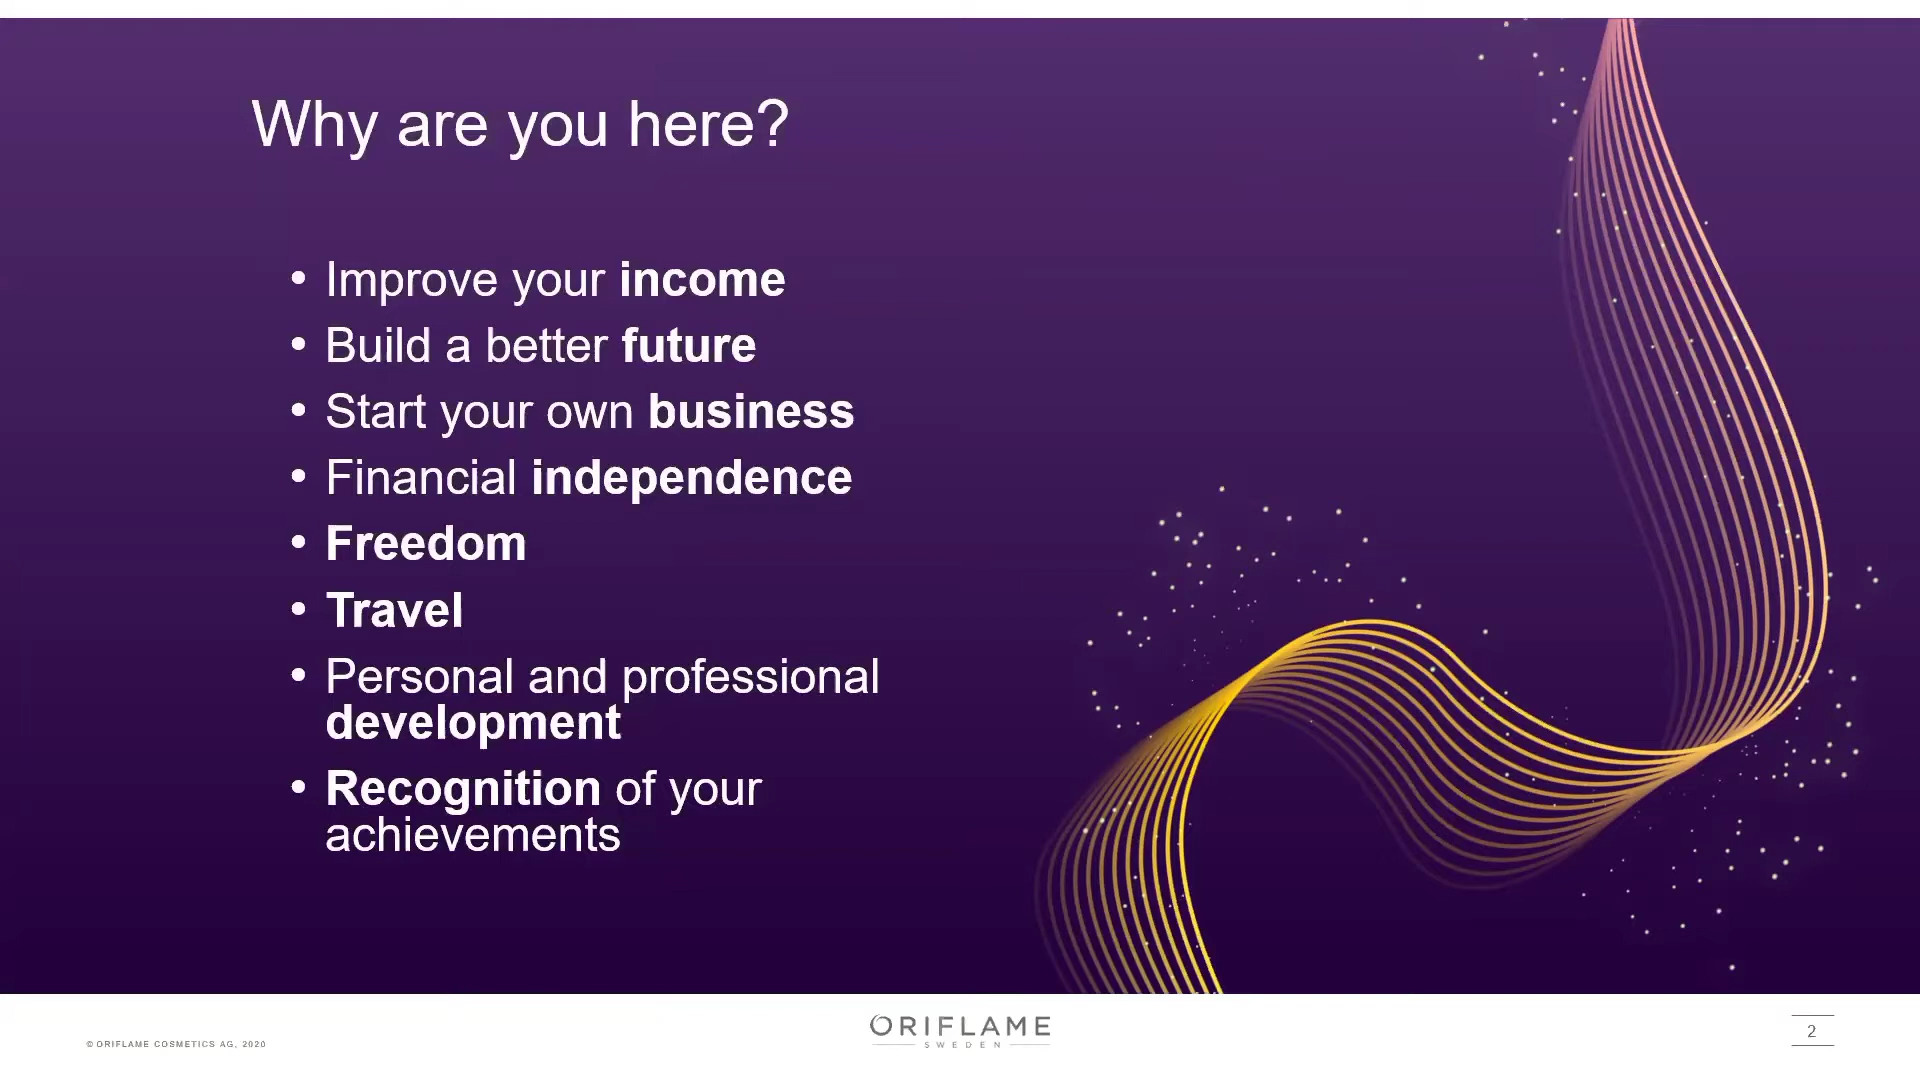 Why are you here?
• Improve your income
• Build a better future
• Start your own business
• Financial independence
• Freedom
• Travel
• Personal and professional
development
• Recognition of your
achievements
© ORIFLAME COSMETICS AG, 2020
ORIFLAME
SWEDEN
2